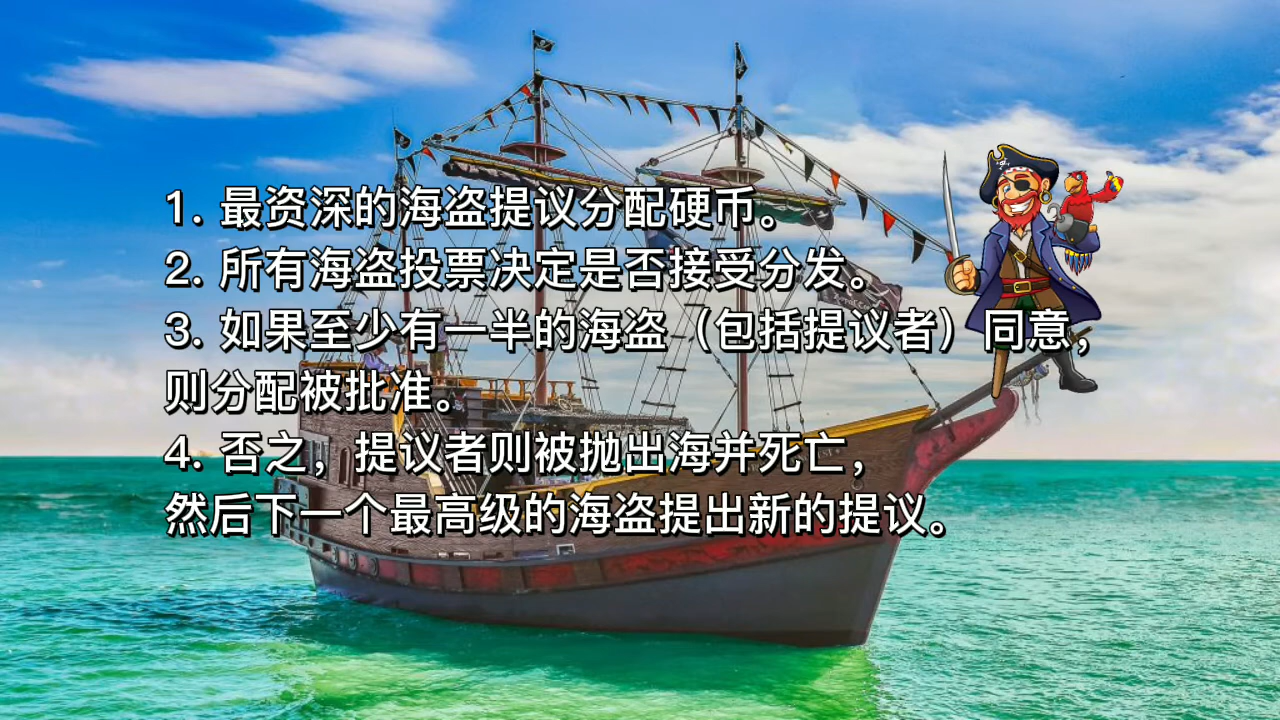 1. 最资深的海盗提议分配硬币。
2. 所有海盗投票决定是否接受分发。
3. 如果至少有一半的海盗（包括提议者）同意，
则分配被批准。
4. 否之，提议者则被抛出海并死亡，
然后下一个最高级的海盗提出新的提议。